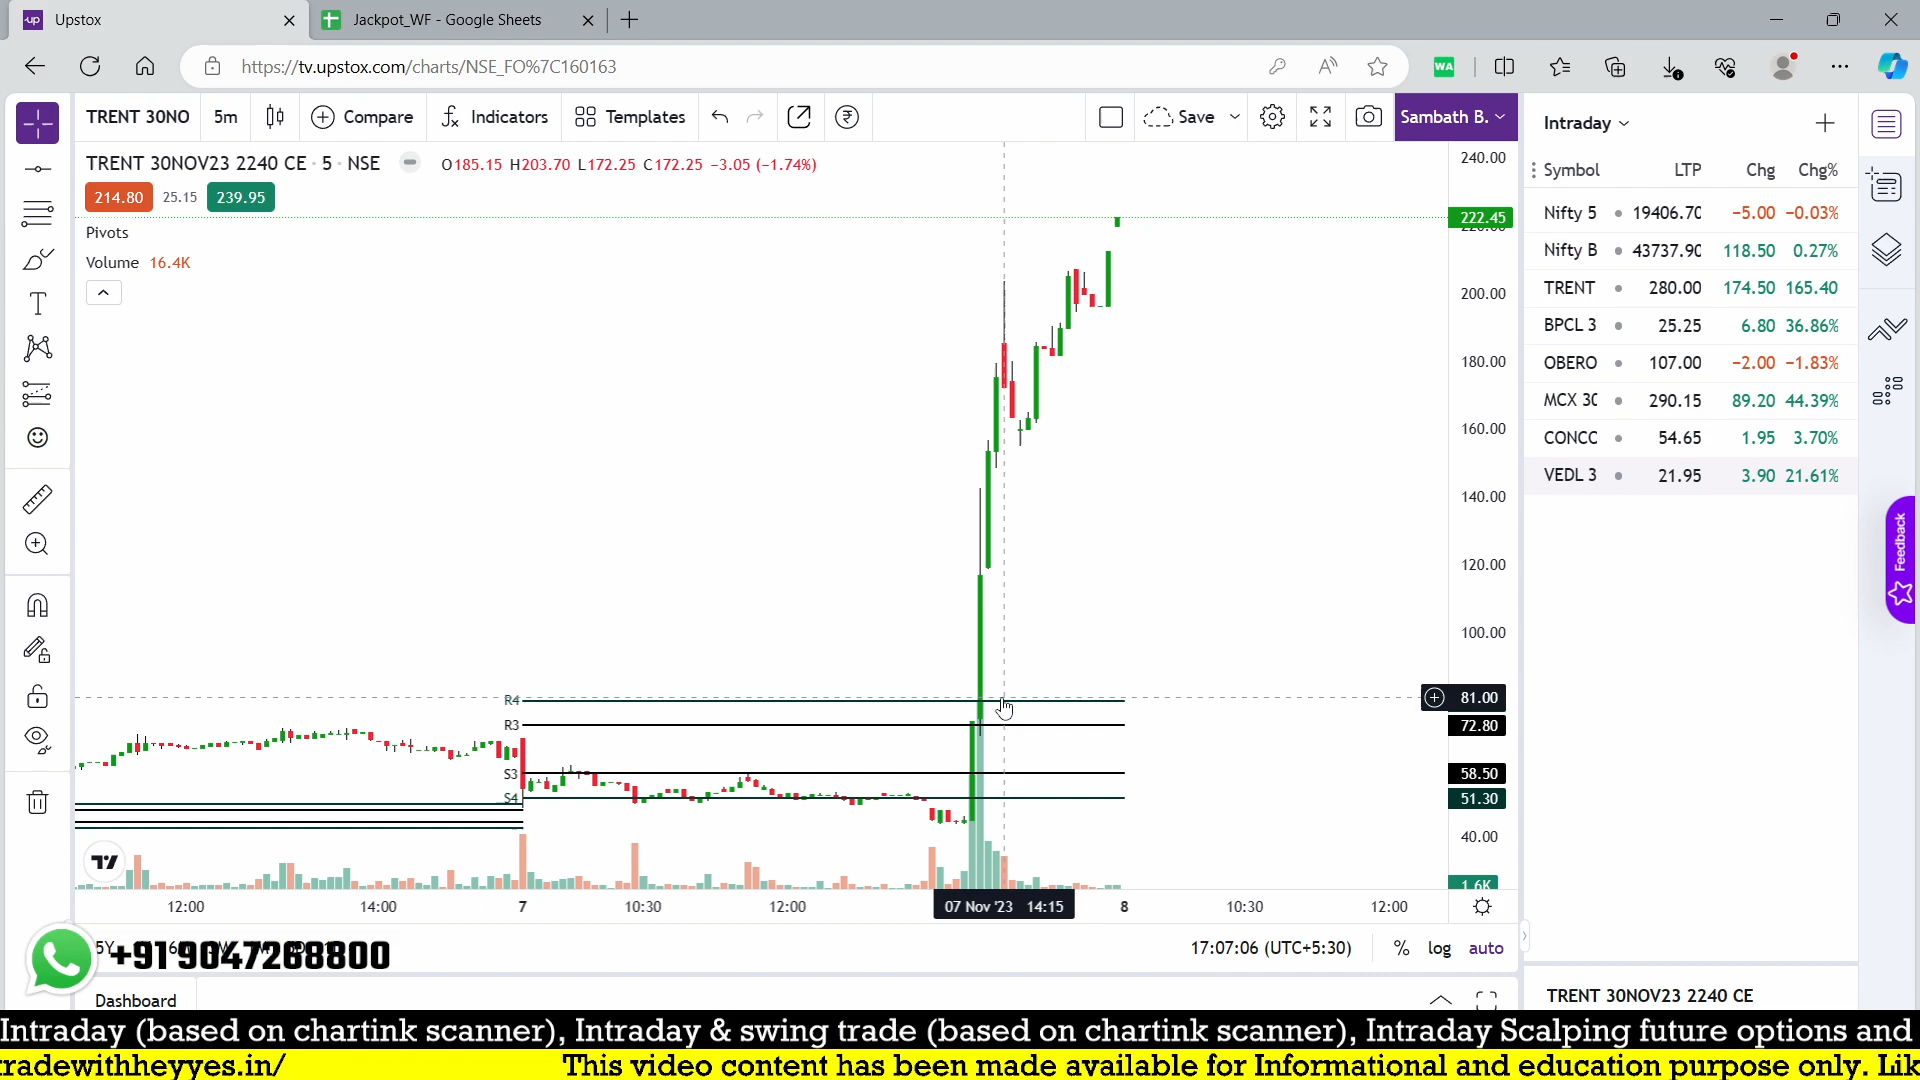 Upstox
Jackpot_WF - Google Sheets
https://tv.upstox.com/charts/NSE_FO%7C160163
WA
TRENT 30NO
5m
Compare
Indicators
Templates
Save
Sambath B.
Intraday
TRENT 30NOV23 2240 CE · 5 · NSE
O185.15 H203.70 L172.25 C172.25 −3.05 (−1.74%)
214.80 25.15 239.95
Pivots
Volume 16.4K
Symbol LTP Chg Chg%
Nifty 5 19406.70 −5.00 −0.03%
Nifty B 43737.90 118.50 0.27%
TRENT 280.00 174.50 165.40
BPCL 3 25.25 6.80 36.86%
OBERO 107.00 −2.00 −1.83%
MCX 30 290.15 89.20 44.39%
CONCC 54.65 1.95 3.70%
VEDL 3 21.95 3.90 21.61%
Feedback
240.00
222.45
200.00
180.00
160.00
140.00
120.00
100.00
81.00
72.80
58.50
51.30
40.00
1.6K
R4
R3
S3
S4
12:00 14:00 7 10:30 12:00 07 Nov '23 14:15 8 10:30 12:00
5Y
+91 9047268800
17:07:06 (UTC+5:30) % log auto
Dashboard
TRENT 30NOV23 2240 CE
Intraday (based on chartink scanner), Intraday & swing trade (based on chartink scanner), Intraday Scalping future options and
tradewithheyyes.in/ This video content has been made available for Informational and education purpose only. Lik